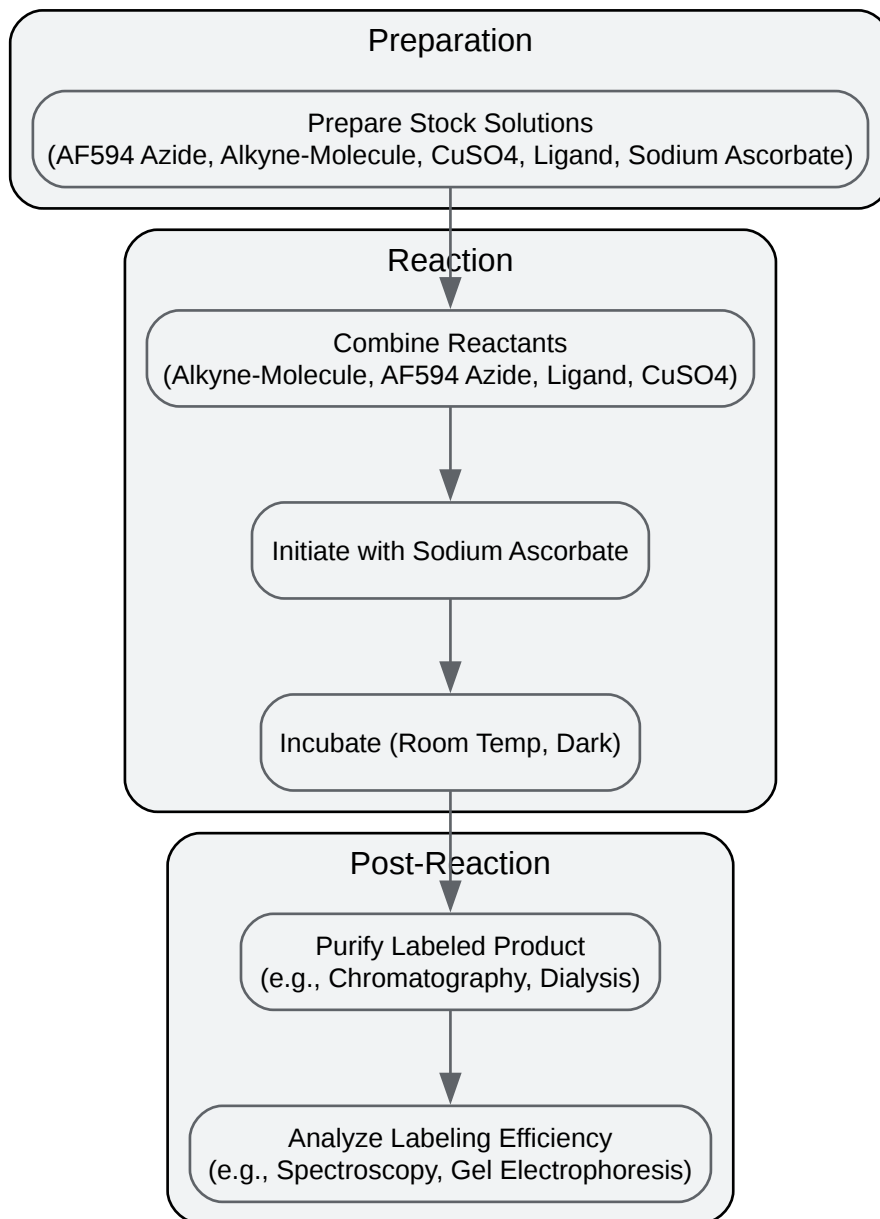 Preparation
Prepare Stock Solutions
(AF594 Azide, Alkyne-Molecule, CuSO4, Ligand, Sodium Ascorbate)
Reaction
Combine Reactants
(Alkyne-Molecule, AF594 Azide, Ligand, CuSO4)
Initiate with Sodium Ascorbate
Incubate (Room Temp, Dark)
Post-Reaction
Purify Labeled Product
(e.g., Chromatography, Dialysis)
Analyze Labeling Efficiency
(e.g., Spectroscopy, Gel Electrophoresis)